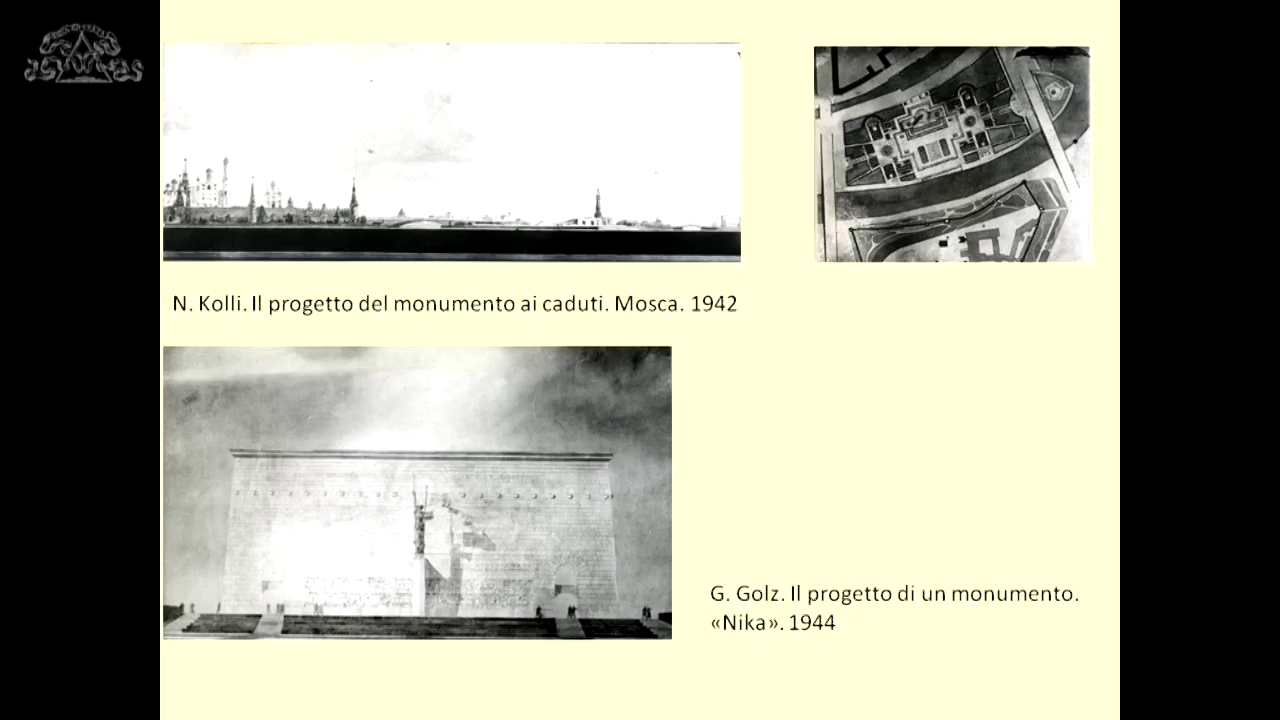 N. Kolli. Il progetto del monumento ai caduti. Mosca. 1942
G. Golz. Il progetto di un monumento.
«Nika». 1944